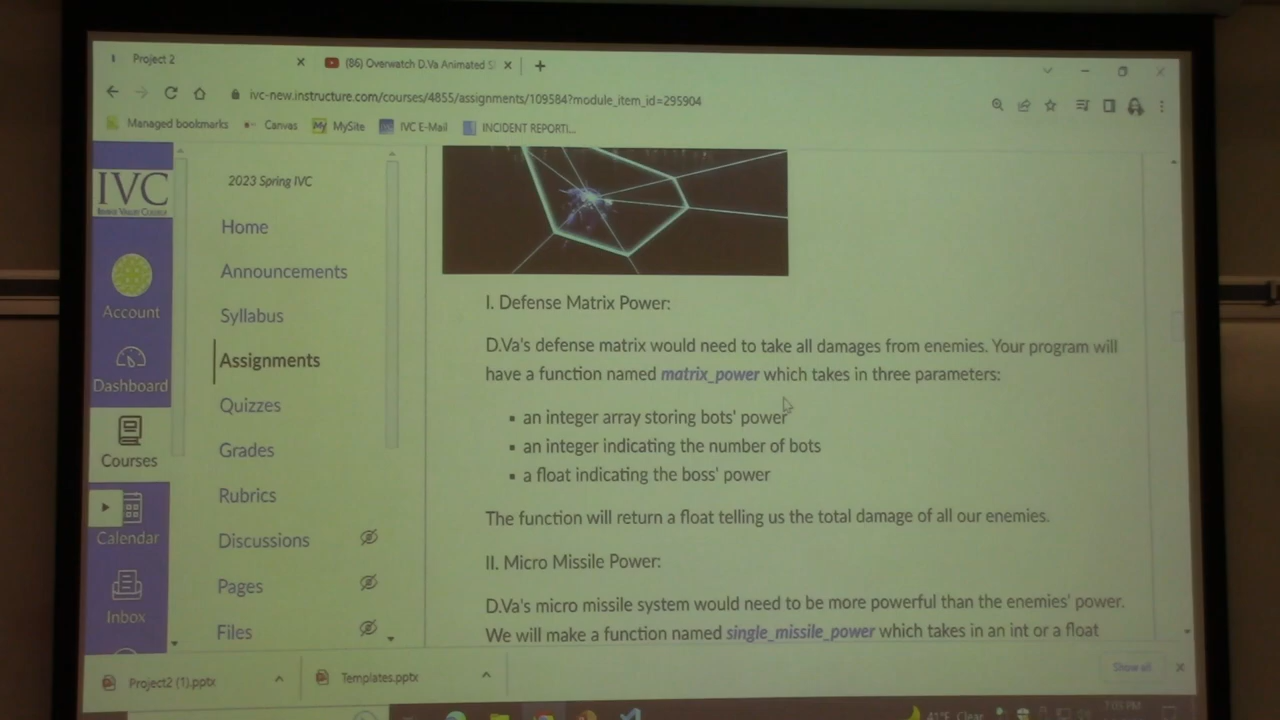 Project 2
(86) Overwatch D.Va Animated S
ivc-new.instructure.com/courses/4855/assignments/109584?module_item_id=295904
Managed bookmarks
Canvas
My MySite
IVC E-Mail
INCIDENT REPORTI...
IVC
2023 Spring IVC
Home
Announcements
Account
Syllabus
Dashboard
Assignments
Quizzes
Courses
Grades
Rubrics
Calendar
Discussions
Inbox
Pages
Files
I. Defense Matrix Power:
D.Va's defense matrix would need to take all damages from enemies. Your program will
have a function named matrix_power which takes in three parameters:
▪ an integer array storing bots' power
▪ an integer indicating the number of bots
▪ a float indicating the boss' power
The function will return a float telling us the total damage of all our enemies.
II. Micro Missile Power:
D.Va's micro missile system would need to be more powerful than the enemies' power.
We will make a function named single_missile_power which takes in an int or a float
Project2 (1).pptx
Templates.pptx
Show all
41°F
7:03 PM